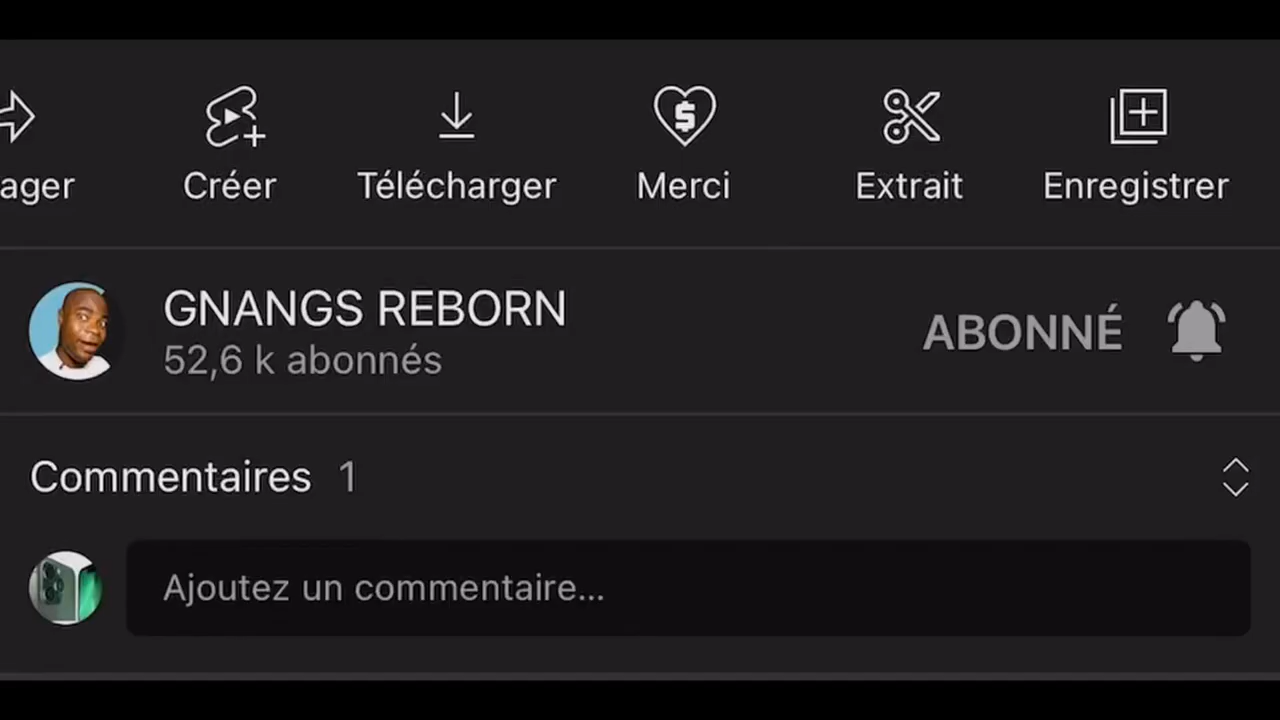 ager Créer Télécharger Merci Extrait Enregistrer
GNANGS REBORN
52,6 k abonnés
ABONNÉ
Commentaires 1
Ajoutez un commentaire...